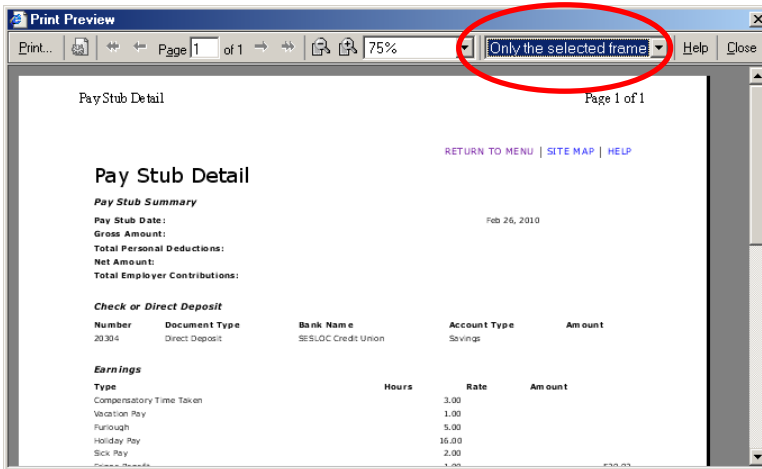 Print Preview
Print... Page 1 of 1 75% Only the selected frame Help Close
Pay Stub Detail Page 1 of 1
RETURN TO MENU | SITE MAP | HELP
Pay Stub Detail
Pay Stub Summary
Pay Stub Date: Feb 26, 2010
Gross Amount:
Total Personal Deductions:
Net Amount:
Total Employer Contributions:
Check or Direct Deposit
Number Document Type Bank Name Account Type Amount
20304 Direct Deposit SESLOC Credit Union Savings
Earnings
Type Hours Rate Amount
Compensatory Time Taken 3.00
Vacation Pay 1.00
Furlough 5.00
Holiday Pay 16.00
Sick Pay 2.00